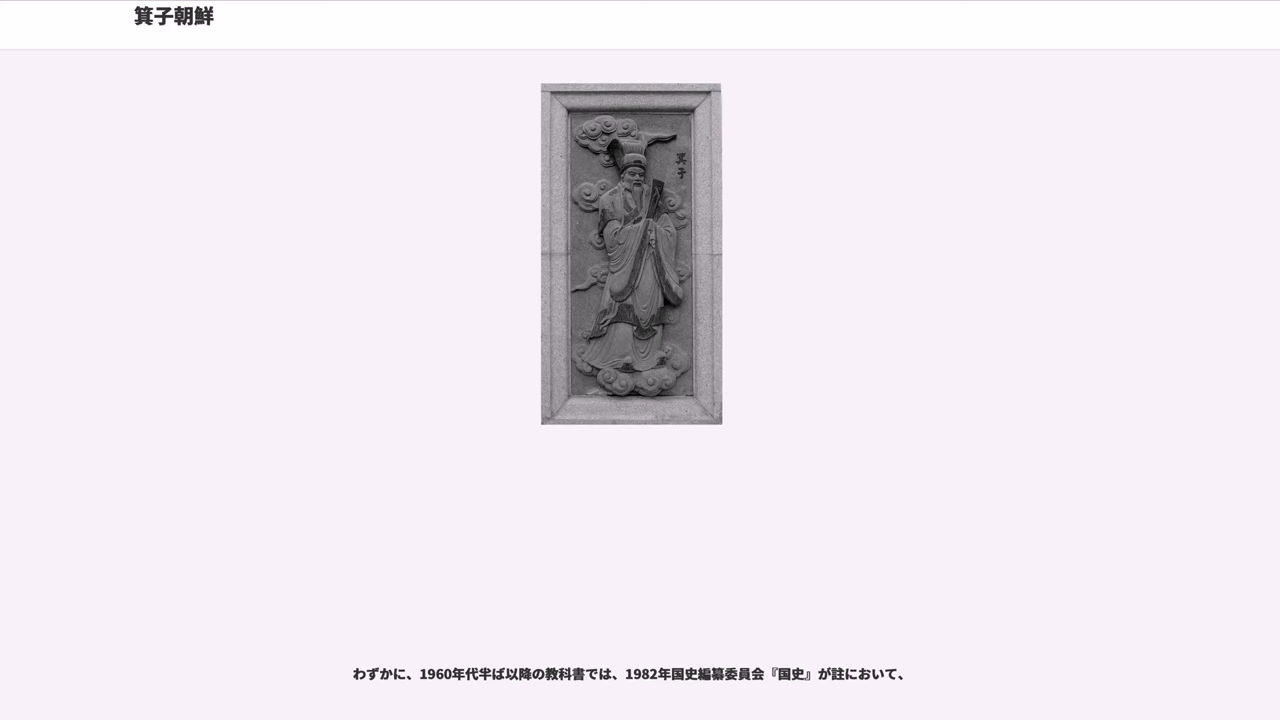 箕子朝鮮
箕子
わずかに、1960年代半ば以降の教科書では、1982年国史編纂委員会『国史』が註において、